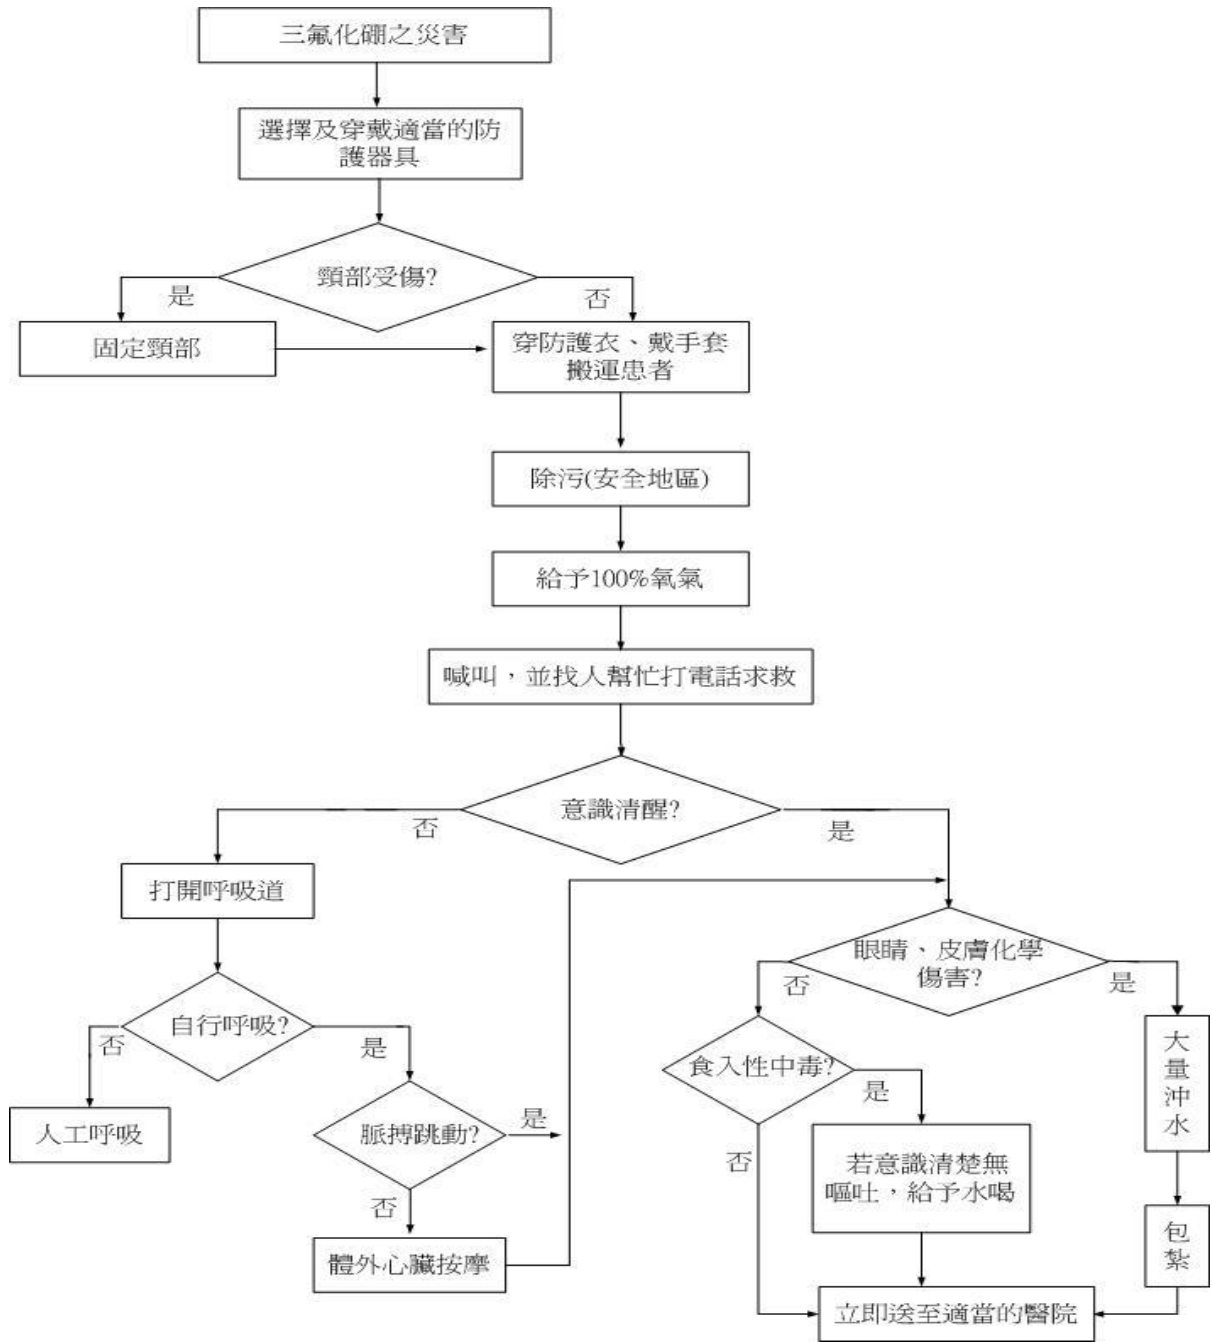 三氟化硼之災害
選擇及穿戴適當的防
護器具
頸部受傷?
是
否
固定頸部
穿防護衣、戴手套
搬運患者
除污(安全地區)
給予100%氧氣
喊叫，並找人幫忙打電話求救
意識清醒?
否
是
打開呼吸道
眼睛、皮膚化學
傷害?
否
是
自行呼吸?
否
是
食入性中毒?
是
否
大
量
沖
水
人工呼吸
脈搏跳動?
是
否
若意識清楚無
嘔吐，給予水喝
包
紮
體外心臟按摩
立即送至適當的醫院